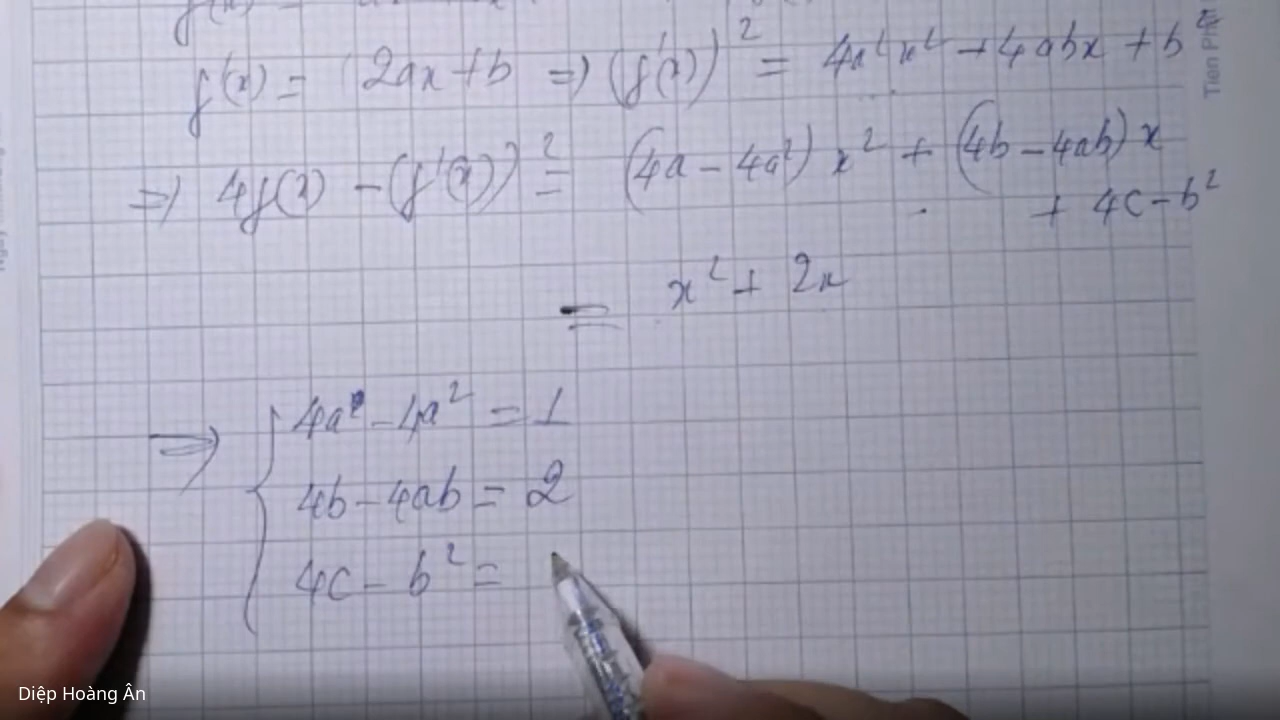 f'(x) = 2ax + b => (f'(x))² = 4a²x² + 4abx + b²
=> 4f(x) - (f'(x))² = (4a - 4a²) x² + (4b - 4ab) x
+ 4c - b²
= x² + 2x
=> { 4a - 4a² = 1
4b - 4ab = 2
4c - b² =
Diệp Hoàng Ân